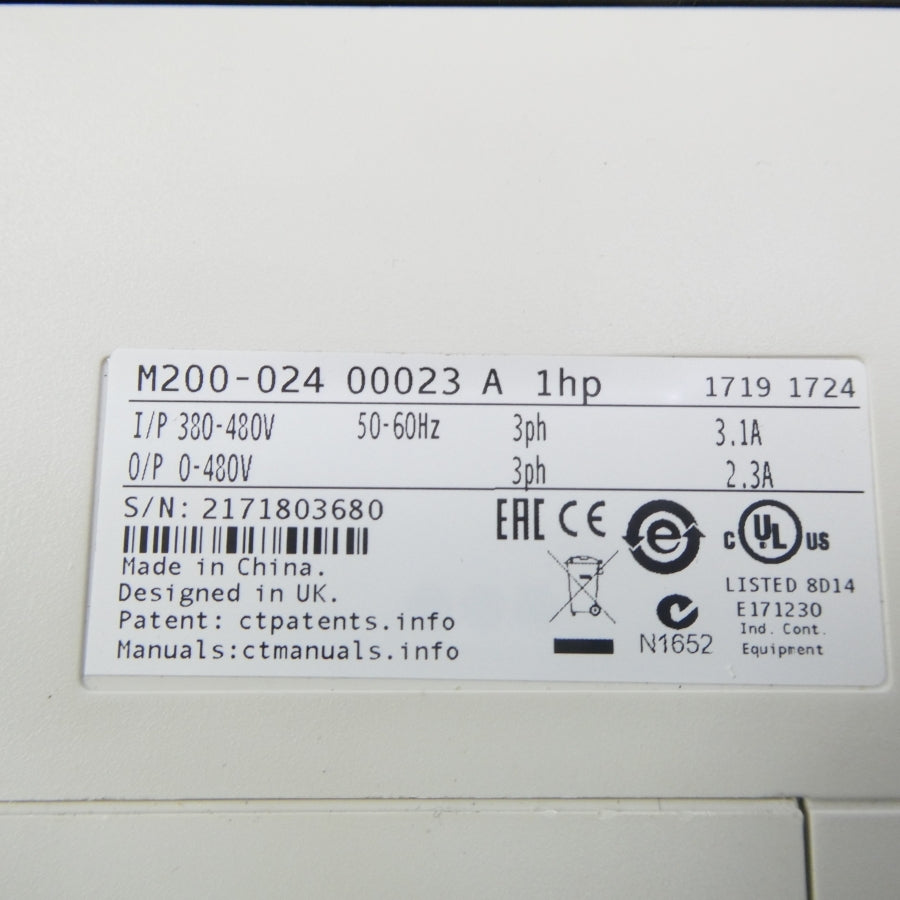 M200-024 00023 A 1hp 1719 1724
I/P 380-480V 50-60Hz 3ph 3.1A
O/P 0-480V 3ph 2.3A
S/N: 2171803680
EAC CE e c UL us
Made in China.
Designed in UK.
Patent: ctpatents.info
Manuals:ctmanuals.info
N1652
LISTED 8D14
E171230
Ind. Cont.
Equipment